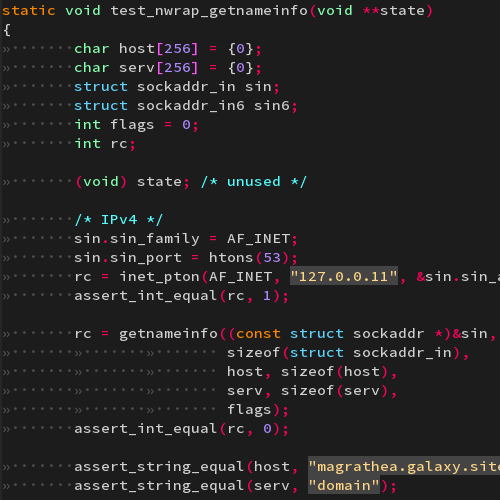 static void test_nwrap_getnameinfo(void **state)
{
char host[256] = {0};
char serv[256] = {0};
struct sockaddr_in sin;
struct sockaddr_in6 sin6;
int flags = 0;
int rc;
(void) state; /* unused */
/* IPv4 */
sin.sin_family = AF_INET;
sin.sin_port = htons(53);
rc = inet_pton(AF_INET, "127.0.0.11", &sin.sin_a
assert_int_equal(rc, 1);
rc = getnameinfo((const struct sockaddr *)&sin,
sizeof(struct sockaddr_in),
host, sizeof(host),
serv, sizeof(serv),
flags);
assert_int_equal(rc, 0);
assert_string_equal(host, "magrathea.galaxy.site
assert_string_equal(serv, "domain");